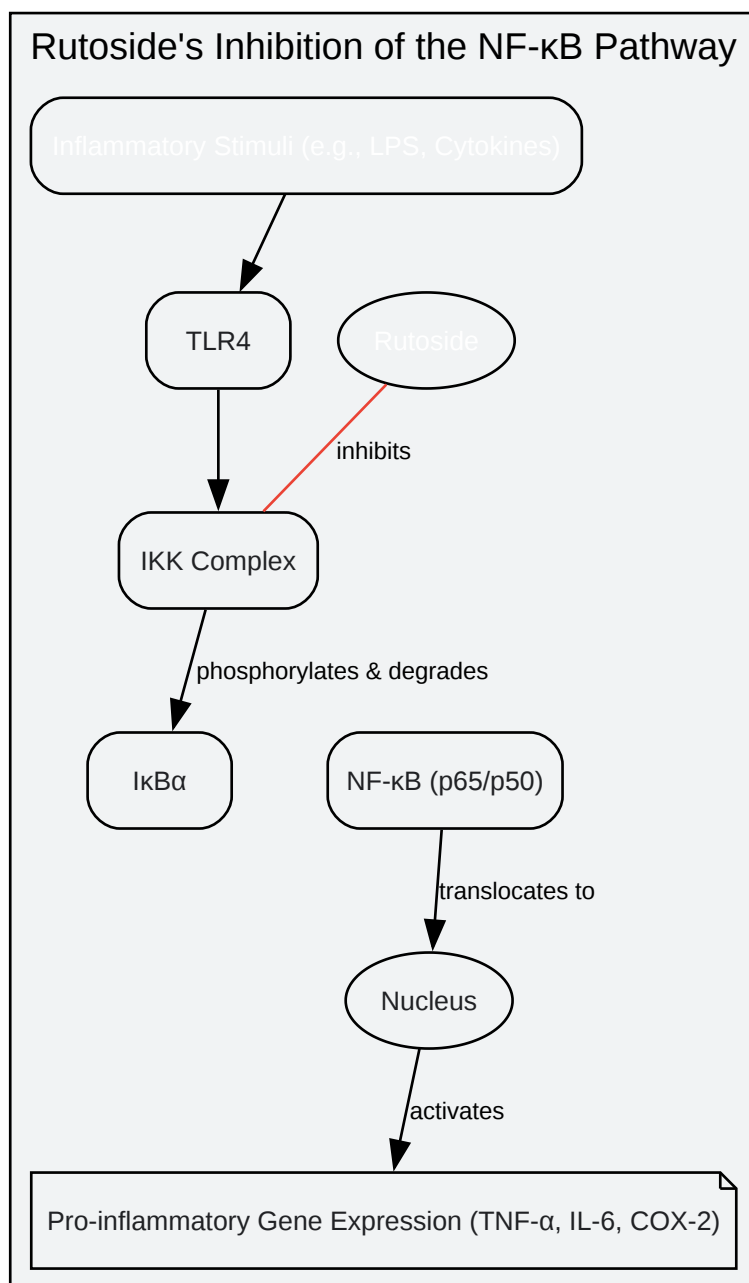 Rutoside's Inhibition of the NF-κB Pathway
Inflammatory Stimuli (e.g., LPS, Cytokines)
TLR4
Rutoside
inhibits
IKK Complex
phosphorylates & degrades
IκBα
NF-κB (p65/p50)
translocates to
Nucleus
activates
Pro-inflammatory Gene Expression (TNF-α, IL-6, COX-2)